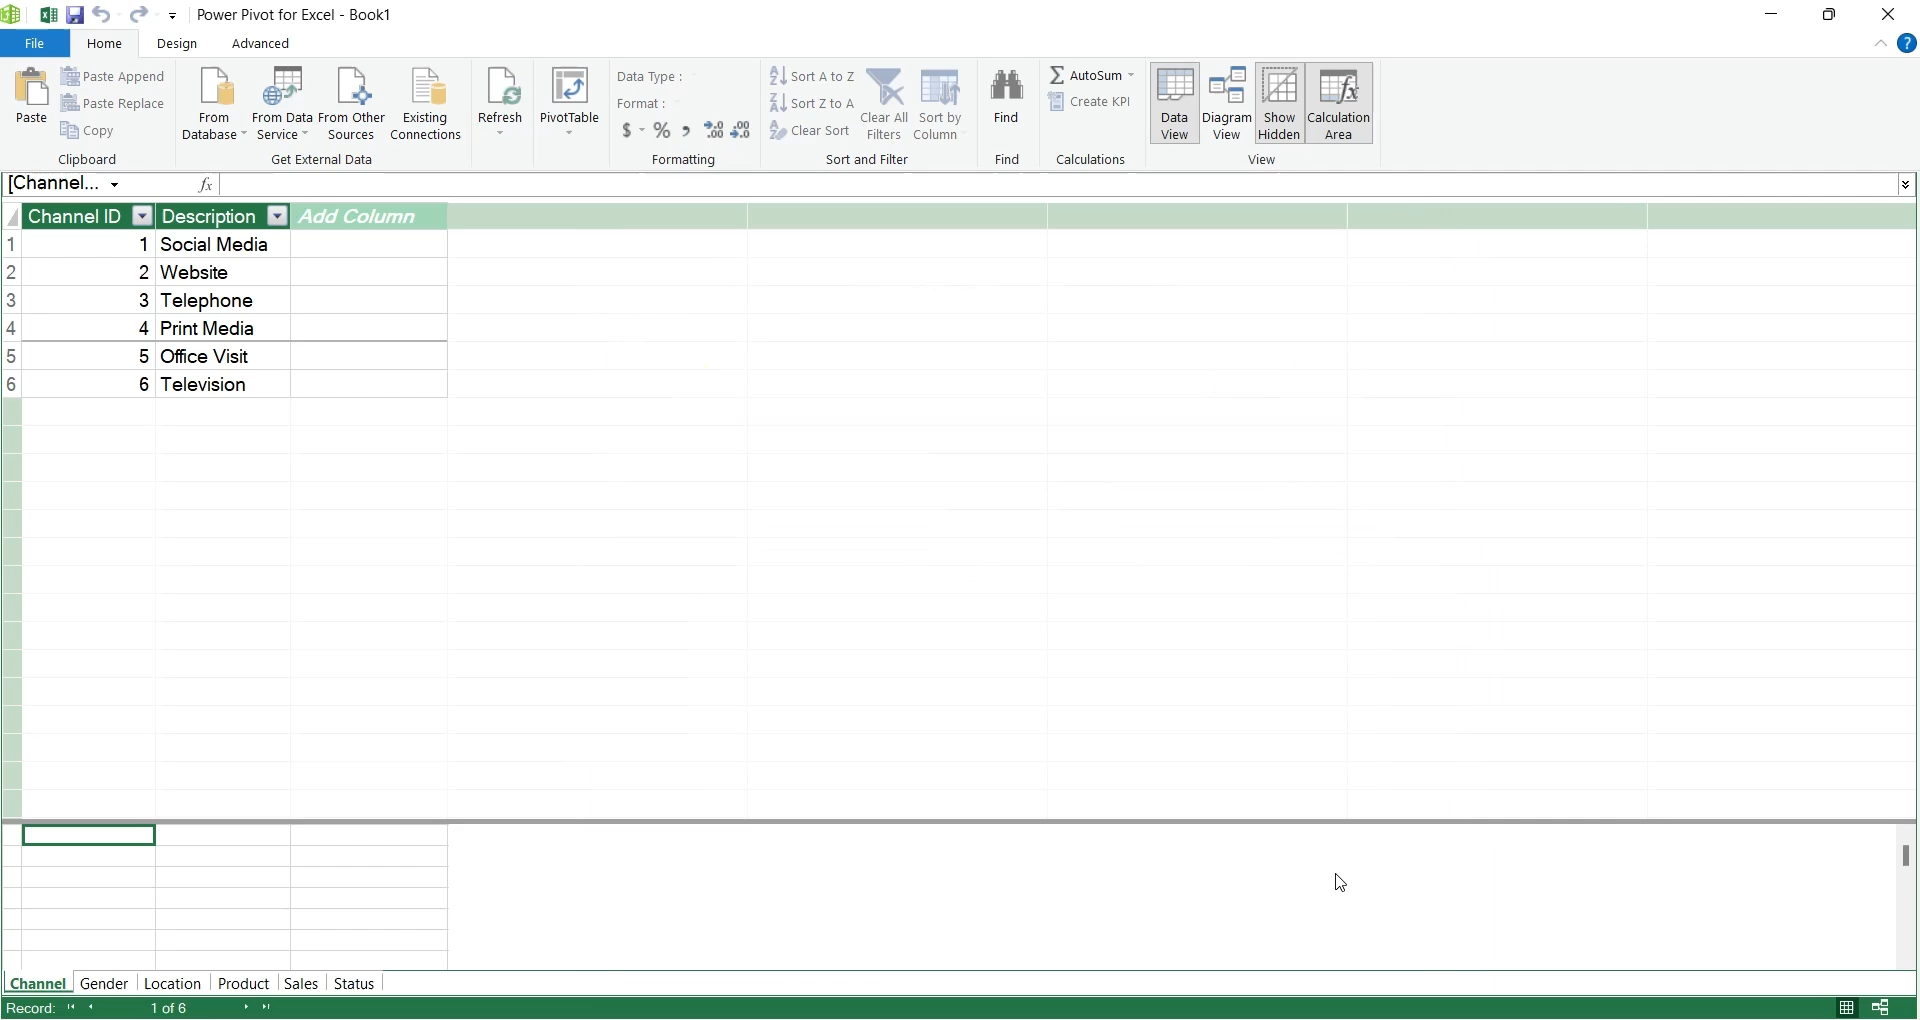 Power Pivot for Excel - Book1
File Home Design Advanced
Paste
Paste Append
Paste Replace
Copy
Clipboard
From Database
From Data Service
From Other Sources
Existing Connections
Get External Data
Refresh
PivotTable
Data Type :
Format :
$ % , .00 .00
Formatting
Sort A to Z
Sort Z to A
Clear Sort
Clear All Filters
Sort by Column
Sort and Filter
Find
Find
AutoSum
Create KPI
Calculations
Data View
Diagram View
Show Hidden
Calculation Area
View
[Channel... fx
Channel ID Description Add Column
1 1 Social Media
2 2 Website
3 3 Telephone
4 4 Print Media
5 5 Office Visit
6 6 Television
Channel Gender Location Product Sales Status
Record: 1 of 6